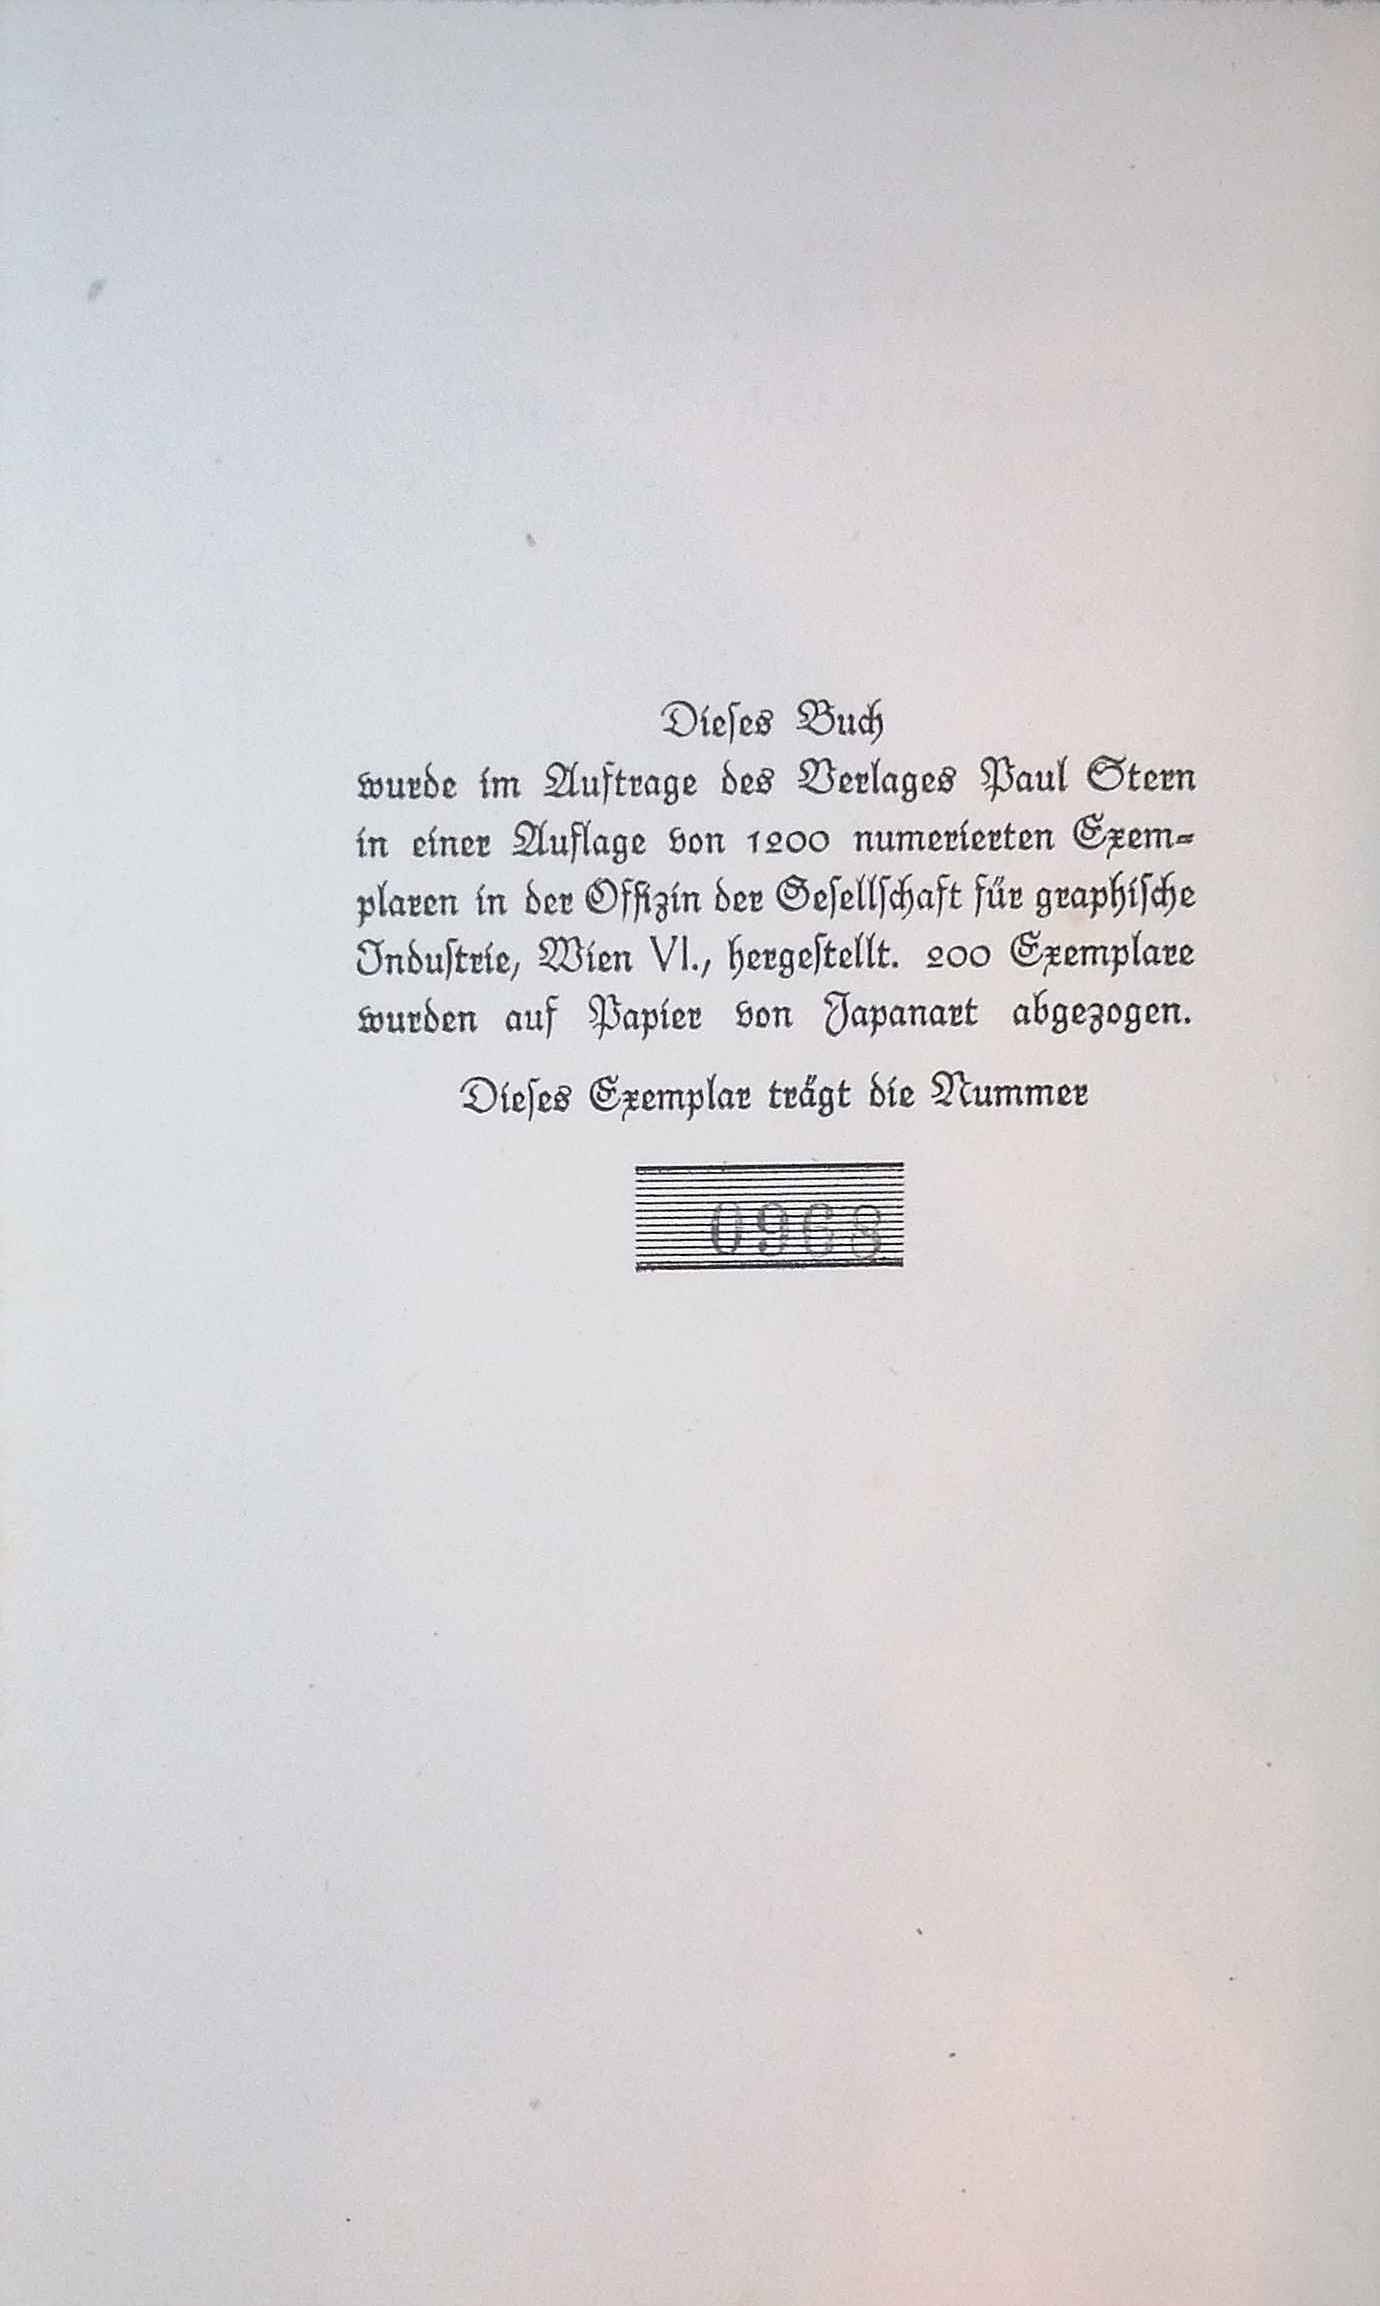 Dieſes Buch
wurde im Auftrage des Verlages Paul Stern
in einer Auflage von 1200 numerierten Exem⸗
plaren in der Offizin der Geſellſchaft für graphiſche
Induſtrie, Wien VI., hergeſtellt. 200 Exemplare
wurden auf Papier von Japanart abgezogen.
Dieſes Exemplar trägt die Nummer
0968